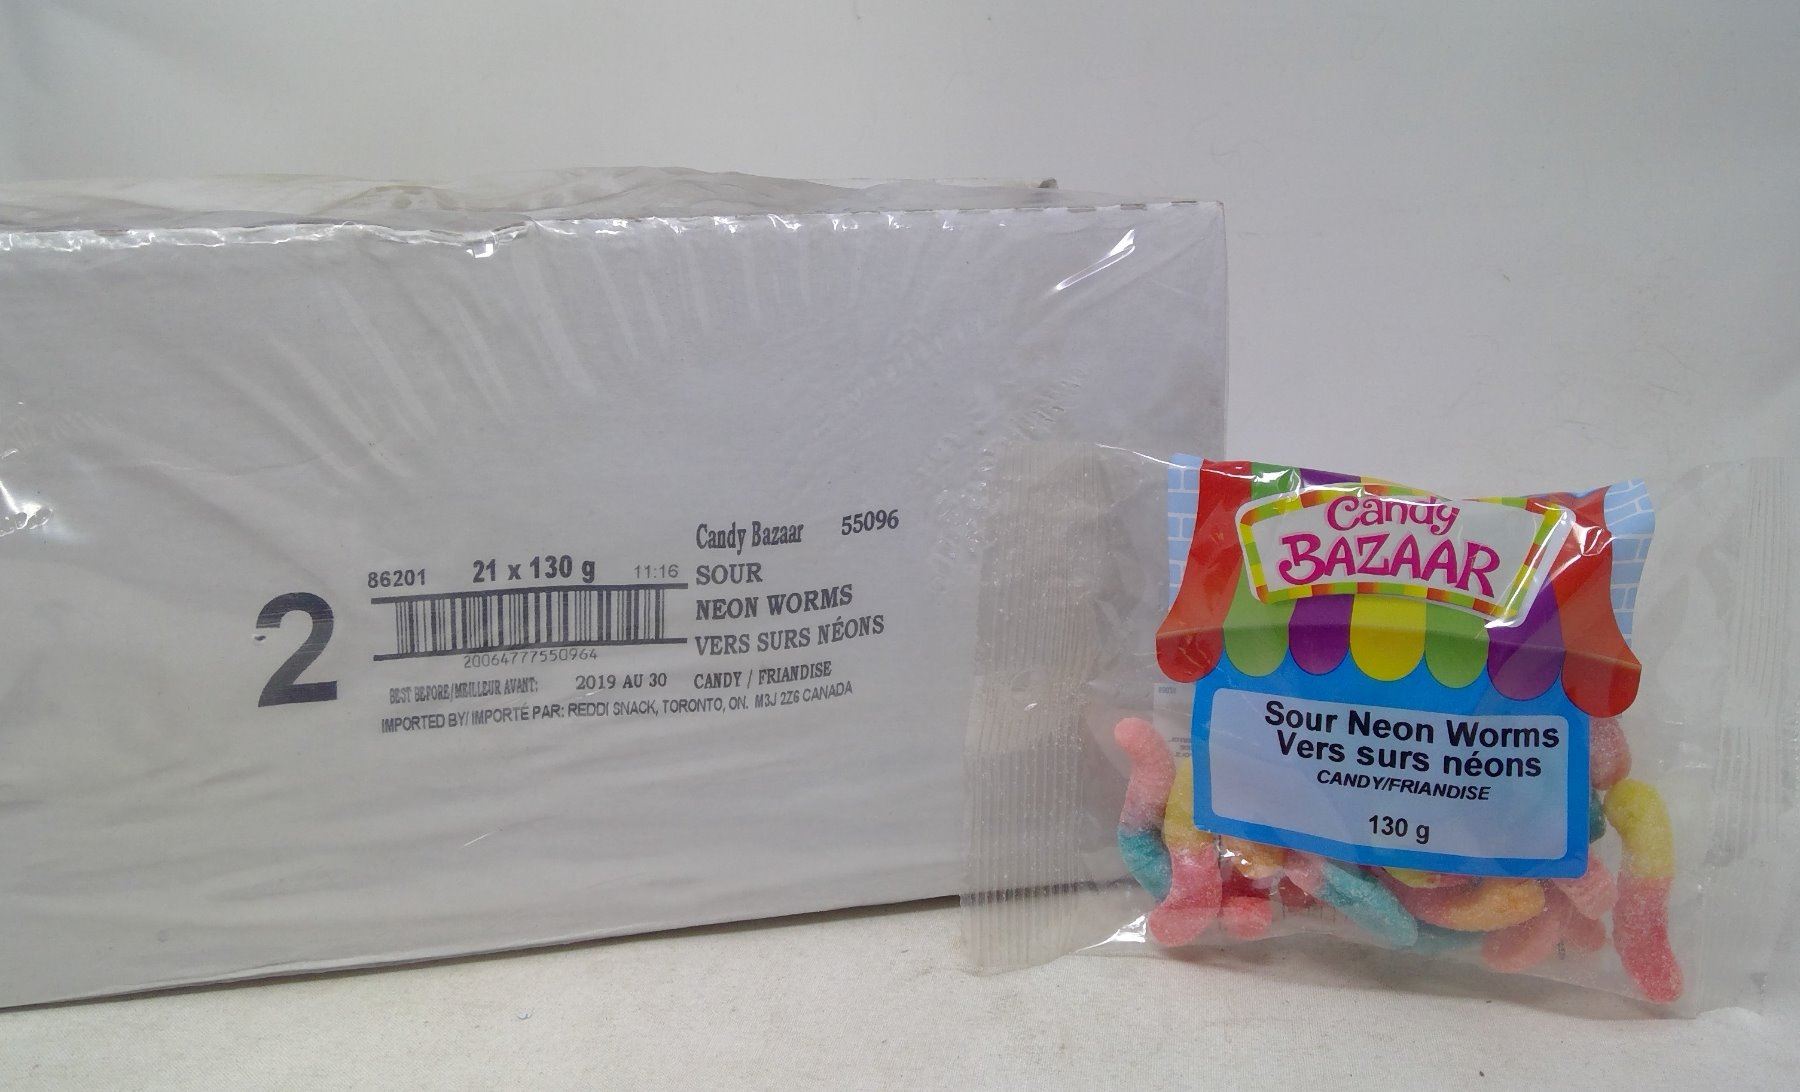 2
86201 21 x 130 g 11:16
20064777550964
BEST BEFORE/MEILLEUR AVANT: 2019 AU 30
Candy Bazaar 55096
SOUR
NEON WORMS
VERS SURS NÉONS
CANDY / FRIANDISE
IMPORTED BY/ IMPORTÉ PAR: REDDI SNACK, TORONTO, ON. M3J 2Z6 CANADA
Candy
BAZAAR
Sour Neon Worms
Vers surs néons
CANDY/FRIANDISE
130 g